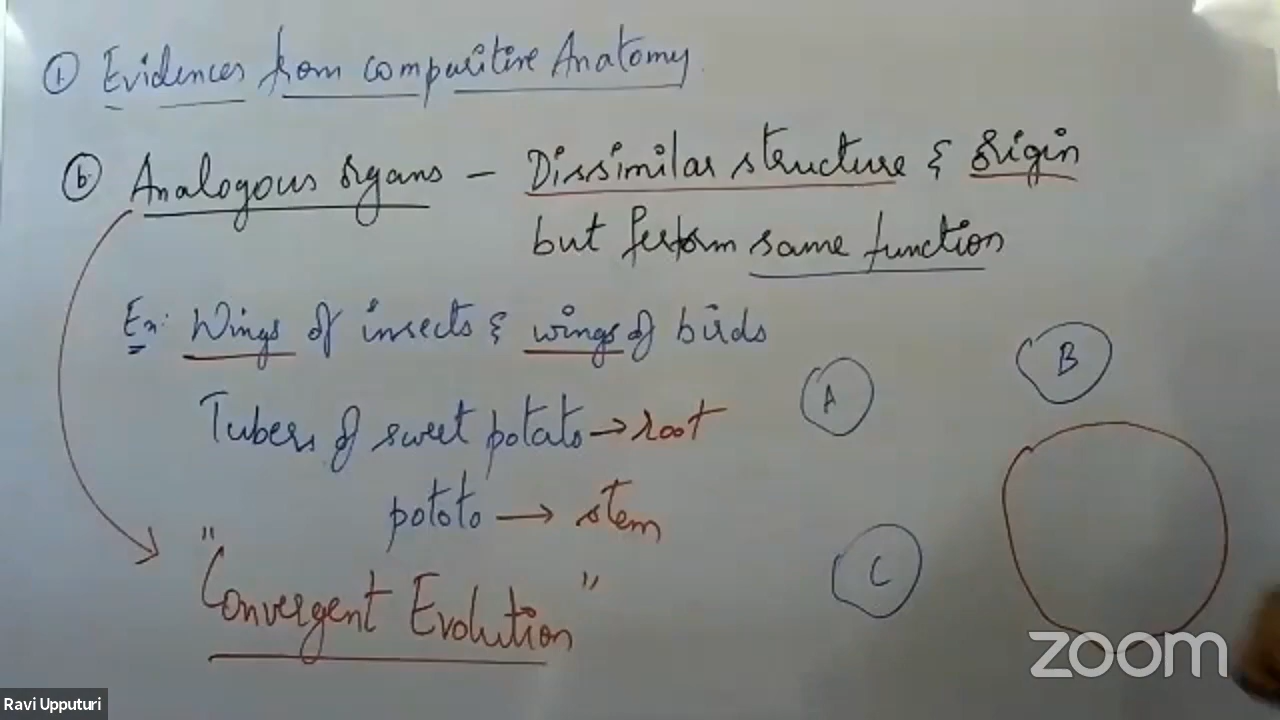 ① Evidences from comparitive Anatomy
ⓑ Analogous organs – Dissimilar structure & Origin
but perform same function
Ex: Wings of insects & wings of birds
Tubers of sweet potato → root
pototo → stem
"Convergent Evolution"
A
B
C
zoom
Ravi Upputuri